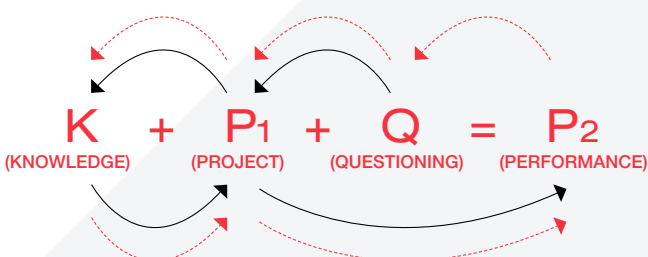 K + P1 + Q = P2
(KNOWLEDGE) (PROJECT) (QUESTIONING) (PERFORMANCE)